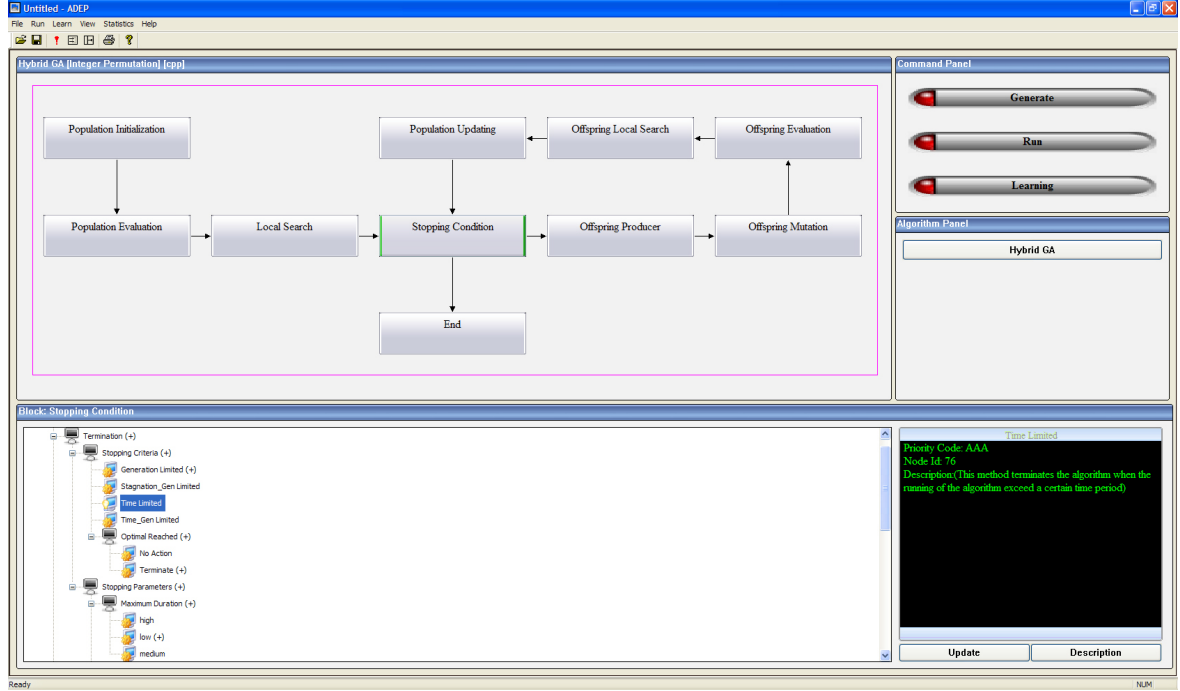 Untitled - ADEP
File Run Learn View Statistics Help
Hybrid GA [Integer Permutation] [cpp]
Population Initialization
Population Updating
Offspring Local Search
Offspring Evaluation
Population Evaluation
Local Search
Stopping Condition
Offspring Producer
Offspring Mutation
End
Command Panel
Generate
Run
Learning
Algorithm Panel
Hybrid GA
Block: Stopping Condition
Termination (+)
Stopping Criteria (+)
Generation Limited (+)
Stagnation_Gen Limited
Time Limited
Time_Gen Limited
Optimal Reached (+)
No Action
Terminate (+)
Stopping Parameters (+)
Maximum Duration (+)
high
low (+)
medium
Time Limited
Priority Code: AAA
Node Id: 76
Description:(This method terminates the algorithm when the
running of the algorithm exceed a certain time period)
Update
Description
Ready
NUM